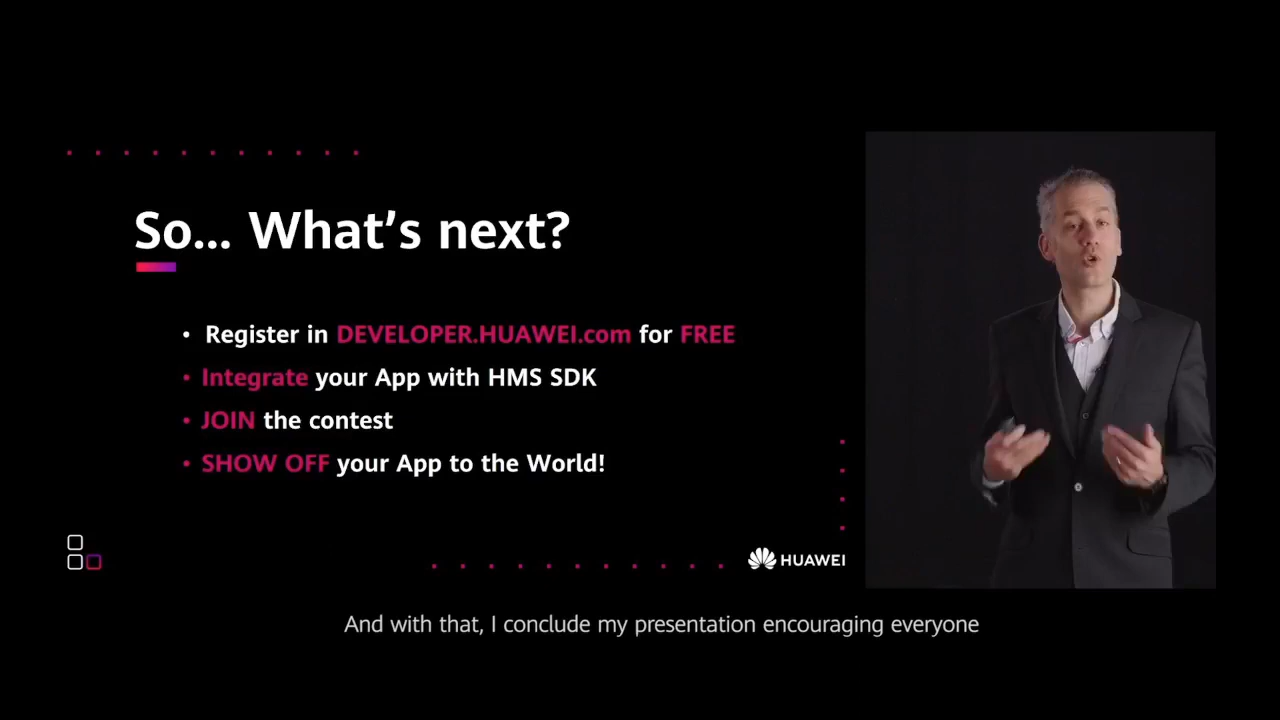 So... What's next?
• Register in DEVELOPER.HUAWEI.com for FREE
• Integrate your App with HMS SDK
• JOIN the contest
• SHOW OFF your App to the World!
HUAWEI
And with that, I conclude my presentation encouraging everyone